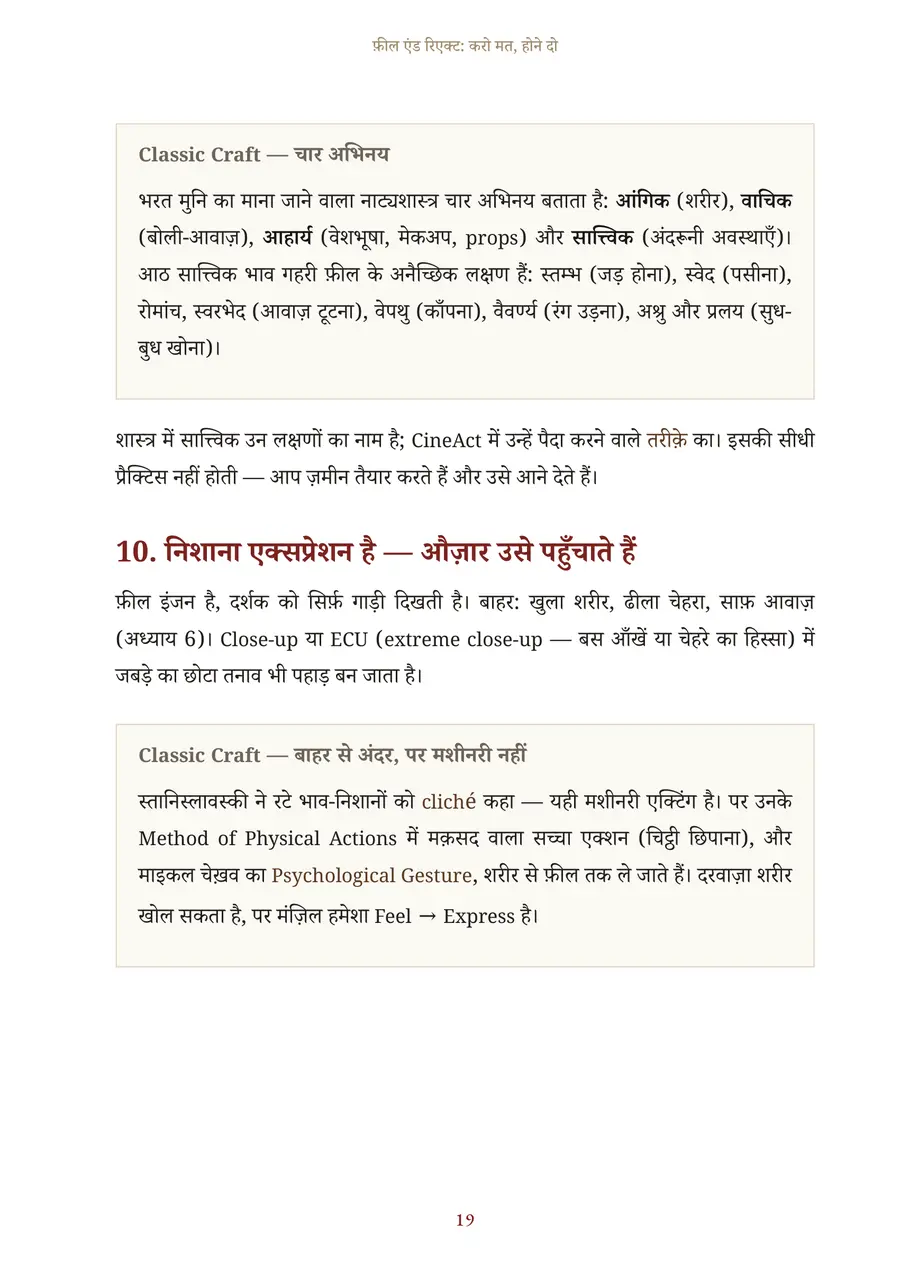 फ़ील एंड रिएक्ट: करो मत, होने दो
Classic Craft — चार अभिनय
भरत मुनि का माना जाने वाला नाट्यशास्त्र चार अभिनय बताता है: आंगिक (शरीर), वाचिक
(बोली-आवाज़), आहार्य (वेशभूषा, मेकअप, props) और सात्त्विक (अंदरूनी अवस्थाएँ)।
आठ सात्त्विक भाव गहरी फ़ील के अनैच्छिक लक्षण हैं: स्तम्भ (जड़ होना), स्वेद (पसीना),
रोमांच, स्वरभेद (आवाज़ टूटना), वेपथु (काँपना), वैवर्ण्य (रंग उड़ना), अश्रु और प्रलय (सुध-
बुध खोना)।
शास्त्र में सात्त्विक उन लक्षणों का नाम है; CineAct में उन्हें पैदा करने वाले तरीक़े का। इसकी सीधी
प्रैक्टिस नहीं होती — आप ज़मीन तैयार करते हैं और उसे आने देते हैं।
10. निशाना एक्सप्रेशन है — औज़ार उसे पहुँचाते हैं
फ़ील इंजन है, दर्शक को सिर्फ़ गाड़ी दिखती है। बाहर: खुला शरीर, ढीला चेहरा, साफ़ आवाज़
(अध्याय 6)। Close-up या ECU (extreme close-up — बस आँखें या चेहरे का हिस्सा) में
जबड़े का छोटा तनाव भी पहाड़ बन जाता है।
Classic Craft — बाहर से अंदर, पर मशीनरी नहीं
स्तानिस्लावस्की ने रटे भाव-निशानों को cliché कहा — यही मशीनरी एक्टिंग है। पर उनके
Method of Physical Actions में मक़सद वाला सच्चा एक्शन (चिट्ठी छिपाना), और
माइकल चेख़व का Psychological Gesture, शरीर से फ़ील तक ले जाते हैं। दरवाज़ा शरीर
खोल सकता है, पर मंज़िल हमेशा Feel → Express है।
19